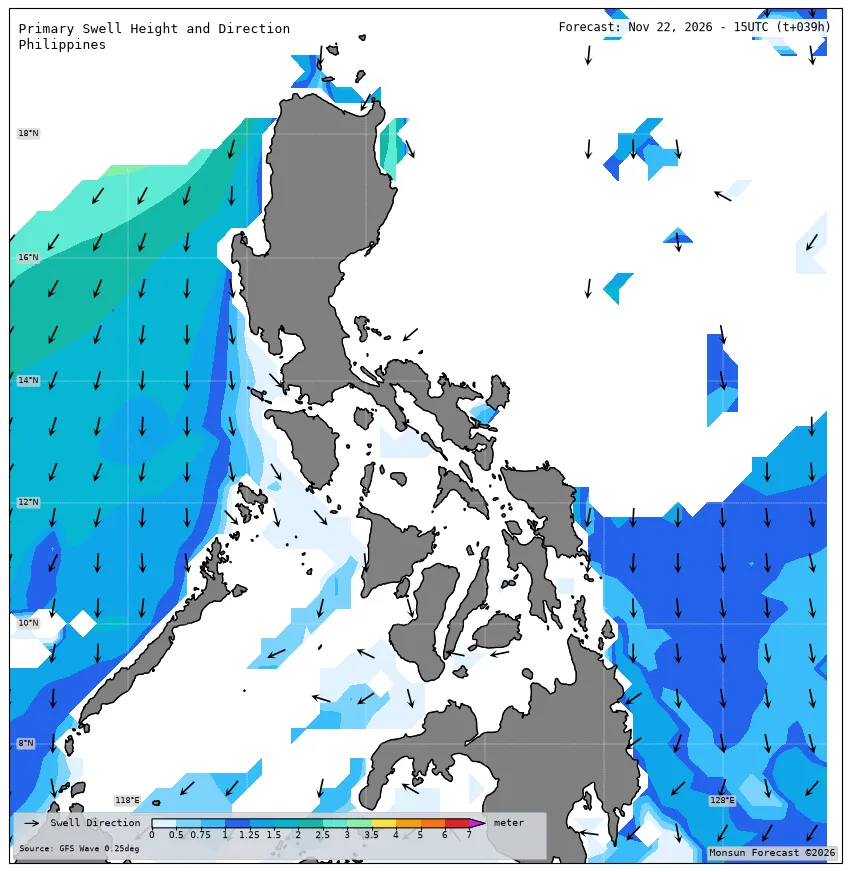 Primary Swell Height and Direction
Philippines
Forecast: Nov 22, 2026 - 15UTC (t+039h)
18°N
16°N
14°N
12°N
10°N
8°N
118°E
128°E
Swell Direction
meter
0 0.5 0.75 1 1.25 1.5 2 2.5 3 3.5 4 5 6 7
Source: GFS Wave 0.25deg
Monsun Forecast ©2026